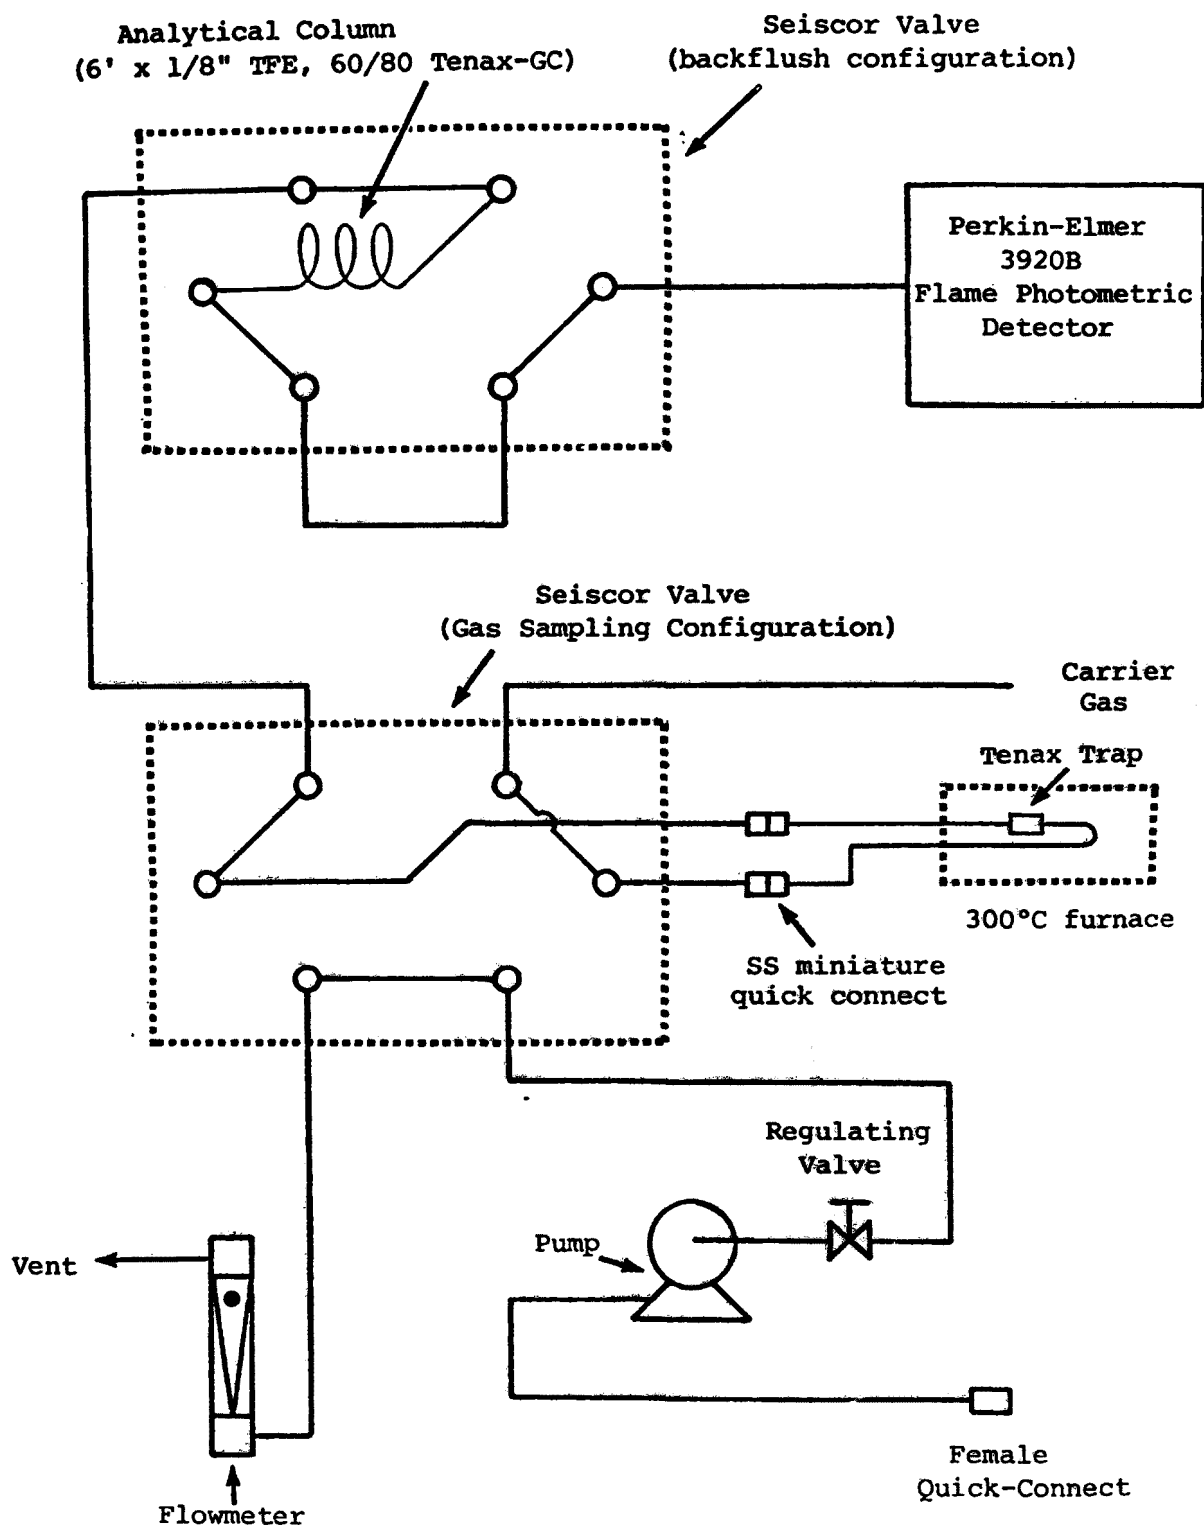 Analytical Column
(6' x 1/8" TFE, 60/80 Tenax-GC)
Seiscor Valve
(backflush configuration)
Perkin-Elmer
3920B
Flame Photometric
Detector
Seiscor Valve
(Gas Sampling Configuration)
Carrier
Gas
Tenax Trap
300°C furnace
SS miniature
quick connect
Regulating
Valve
Pump
Vent
Female
Quick-Connect
Flowmeter